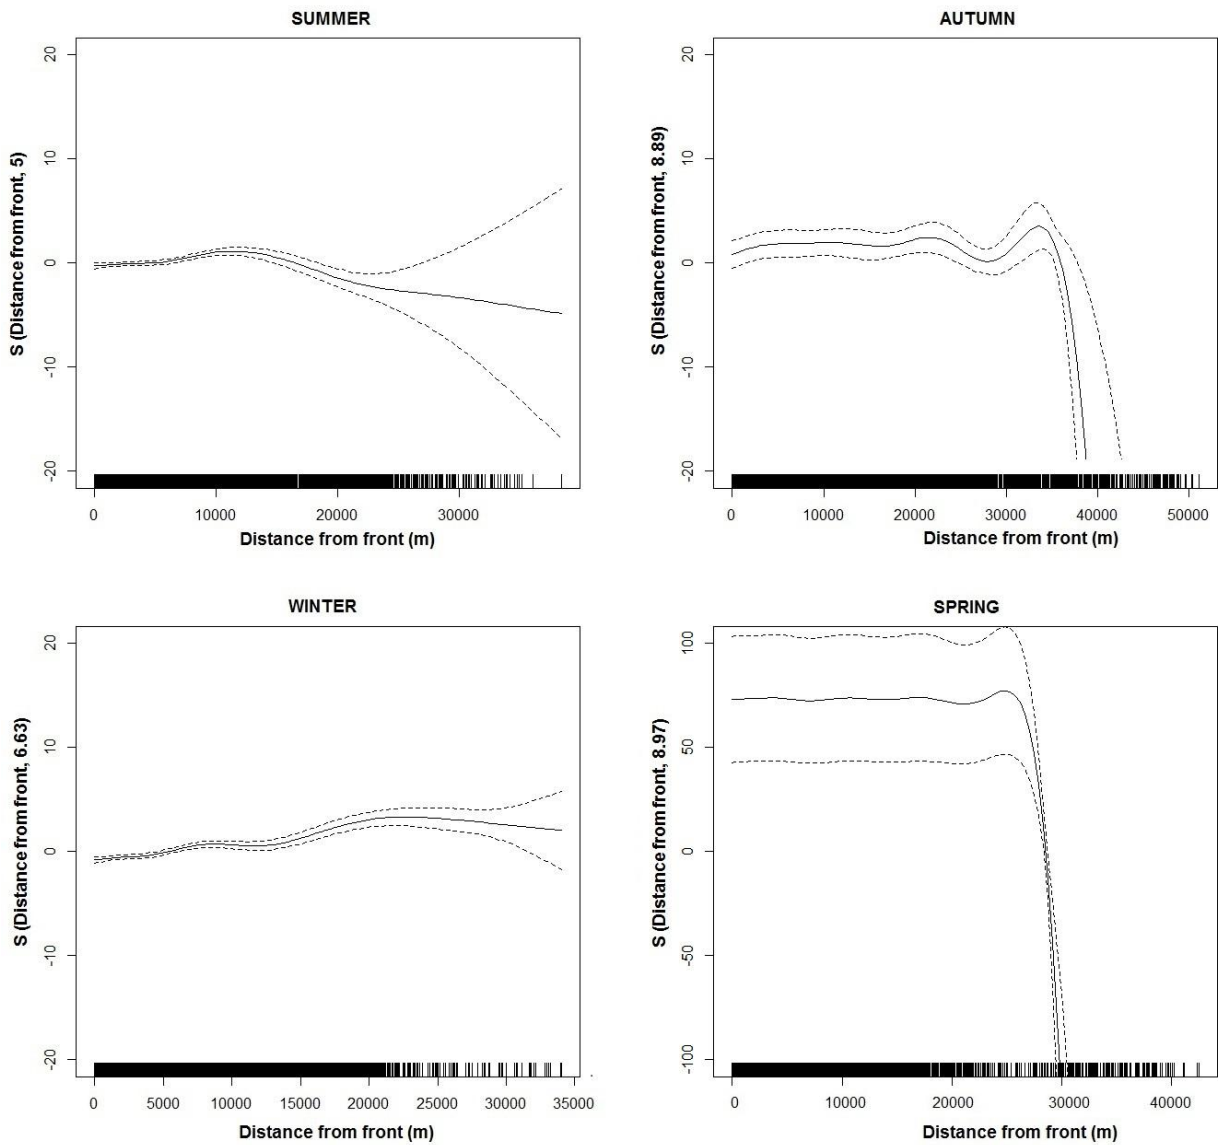 SUMMER
S (Distance from front, 5)
20
10
0
-10
-20
0 10000 20000 30000
Distance from front (m)
AUTUMN
S (Distance from front, 8.89)
20
10
0
-10
-20
0 10000 20000 30000 40000 50000
Distance from front (m)
WINTER
S (Distance from front, 6.63)
20
10
0
-10
-20
0 5000 10000 15000 20000 25000 30000 35000
Distance from front (m)
SPRING
S (Distance from front, 8.97)
100
50
0
-50
-100
0 10000 20000 30000 40000
Distance from front (m)